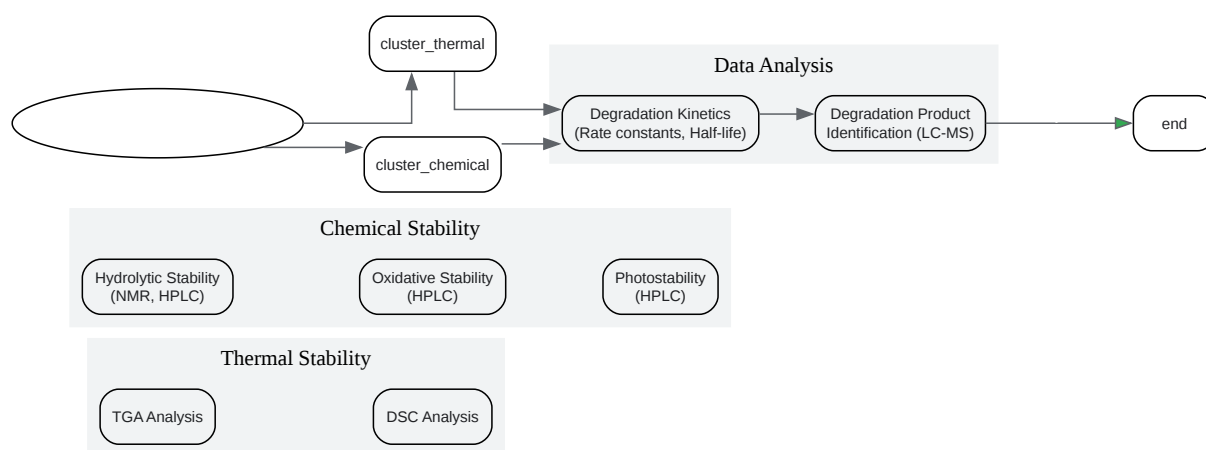 cluster_thermal
Data Analysis
Degradation Kinetics
(Rate constants, Half-life)
Degradation Product
Identification (LC-MS)
end
cluster_chemical
Chemical Stability
Hydrolytic Stability
(NMR, HPLC)
Oxidative Stability
(HPLC)
Photostability
(HPLC)
Thermal Stability
TGA Analysis
DSC Analysis